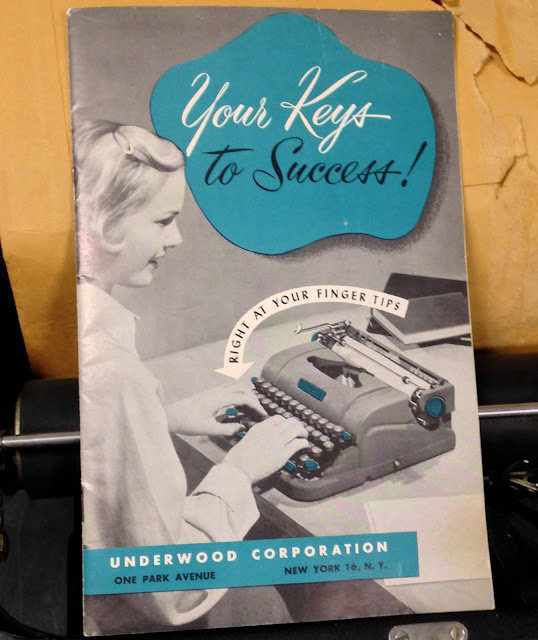 Your Keys
to Success!
RIGHT AT YOUR FINGER TIPS
UNDERWOOD CORPORATION
ONE PARK AVENUE NEW YORK 16, N. Y.